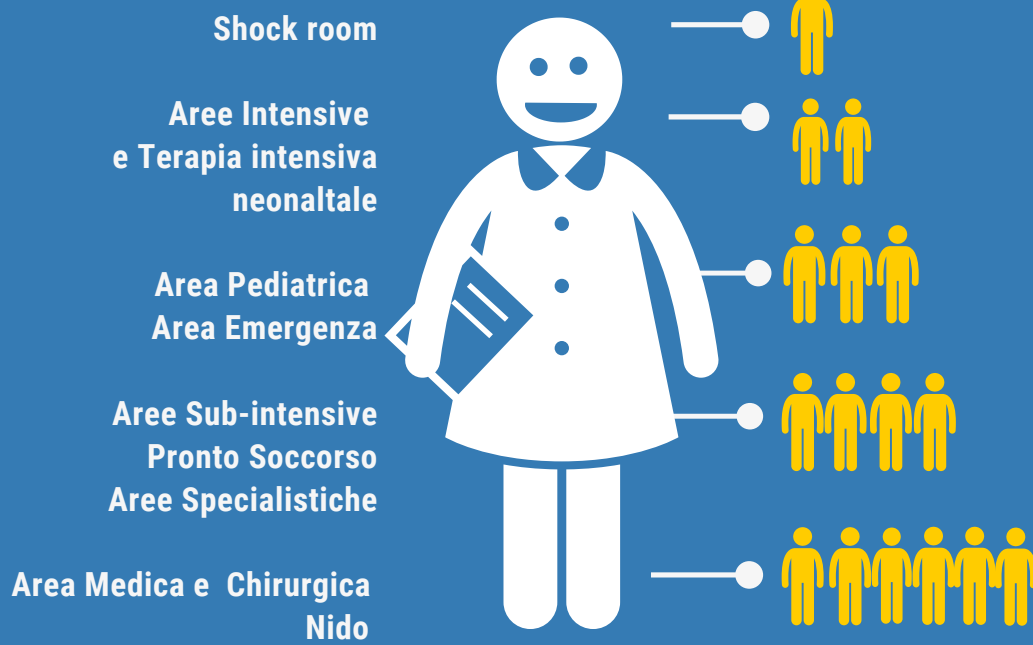 Shock room
Aree Intensive
e Terapia intensiva
neonaltale
Area Pediatrica
Area Emergenza
Aree Sub-intensive
Pronto Soccorso
Aree Specialistiche
Area Medica e Chirurgica
Nido